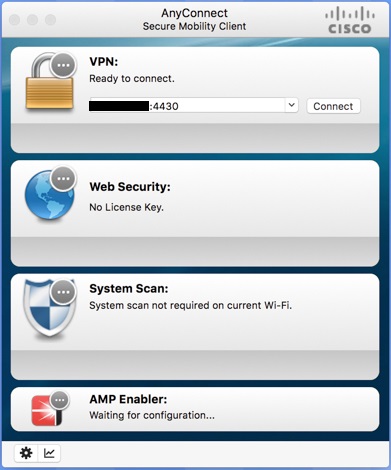 AnyConnect
Secure Mobility Client
CISCO
VPN:
Ready to connect.
:4430
Connect
Web Security:
No License Key.
System Scan:
System scan not required on current Wi-Fi.
AMP Enabler:
Waiting for configuration...